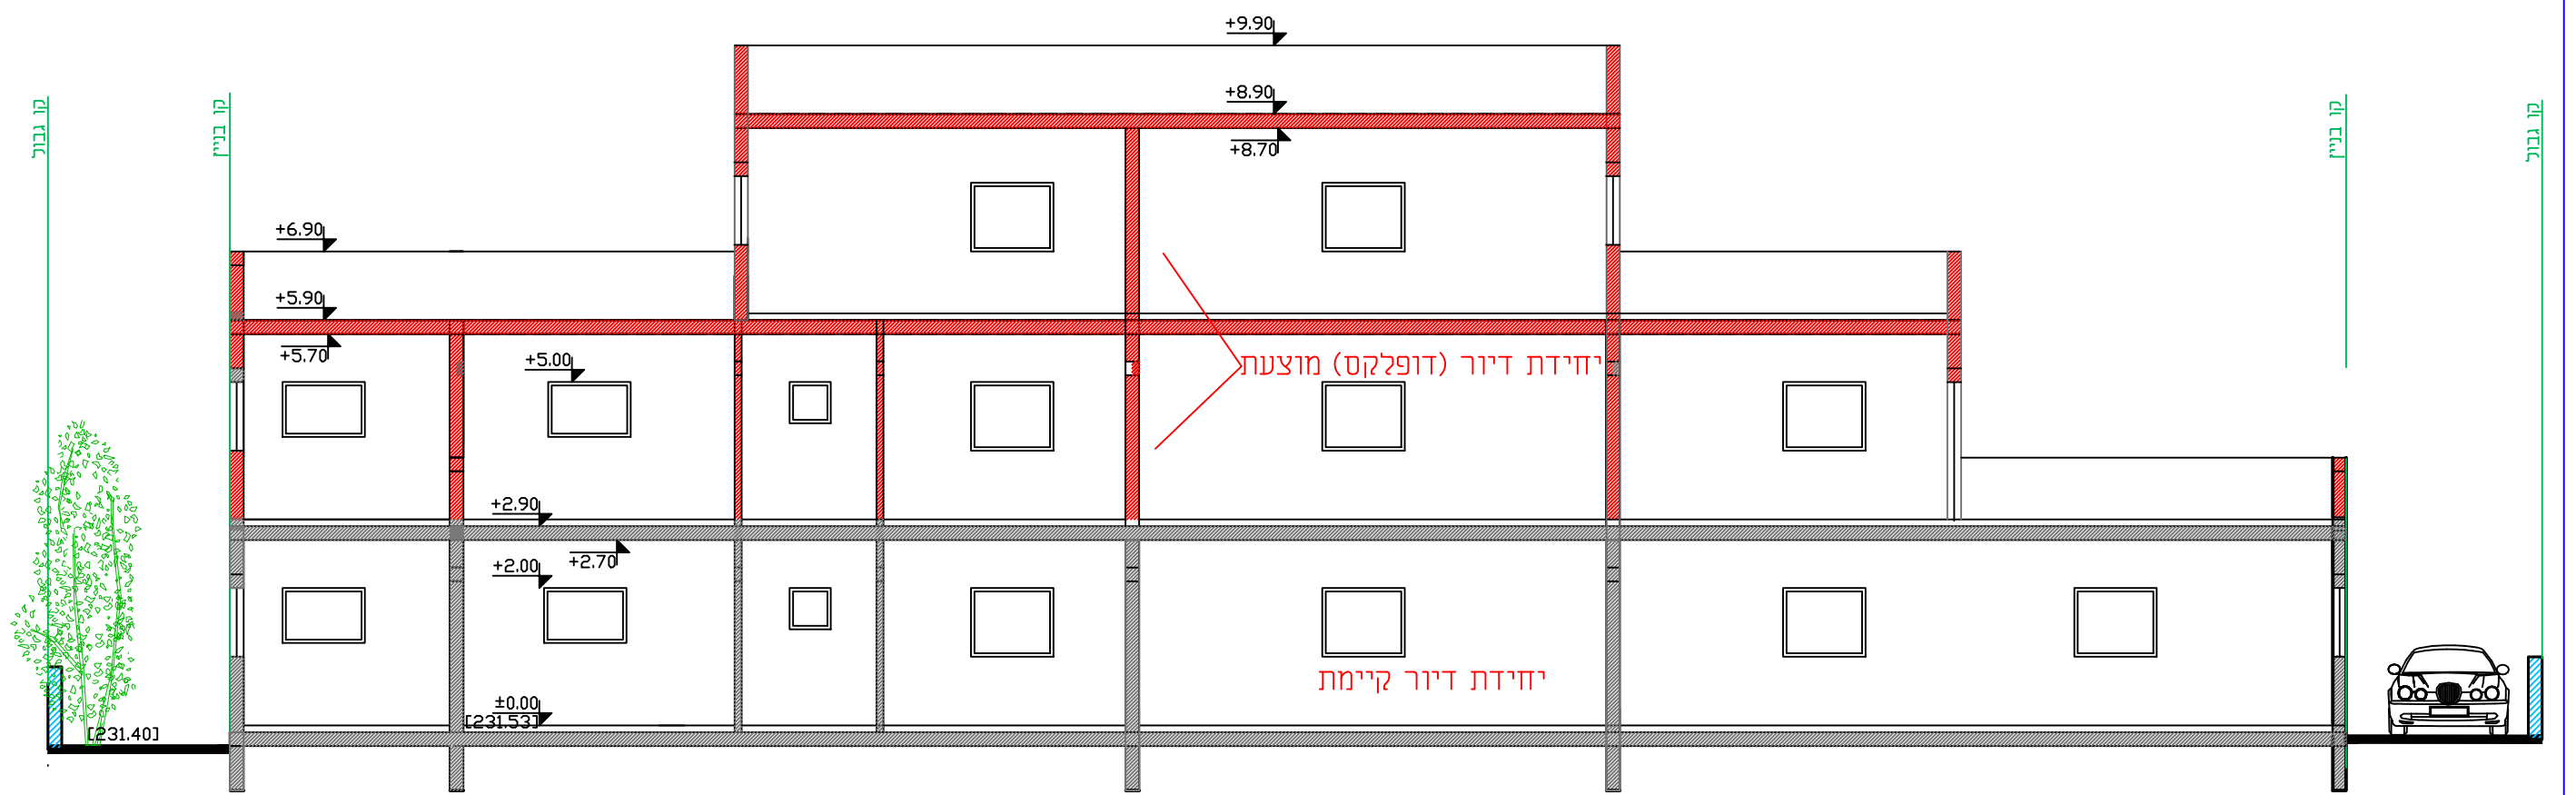 +9.90
קו גבול
קו בניין
קו בניין
קו גבול
+8.90
+8.70
+6.90
+5.90
+5.70
+5.00
יחידת דיור (דופלקס) מוצעת
+2.90
+2.70
+2.00
יחידת דיור קיימת
±0.00
[231.53]
[231.40]